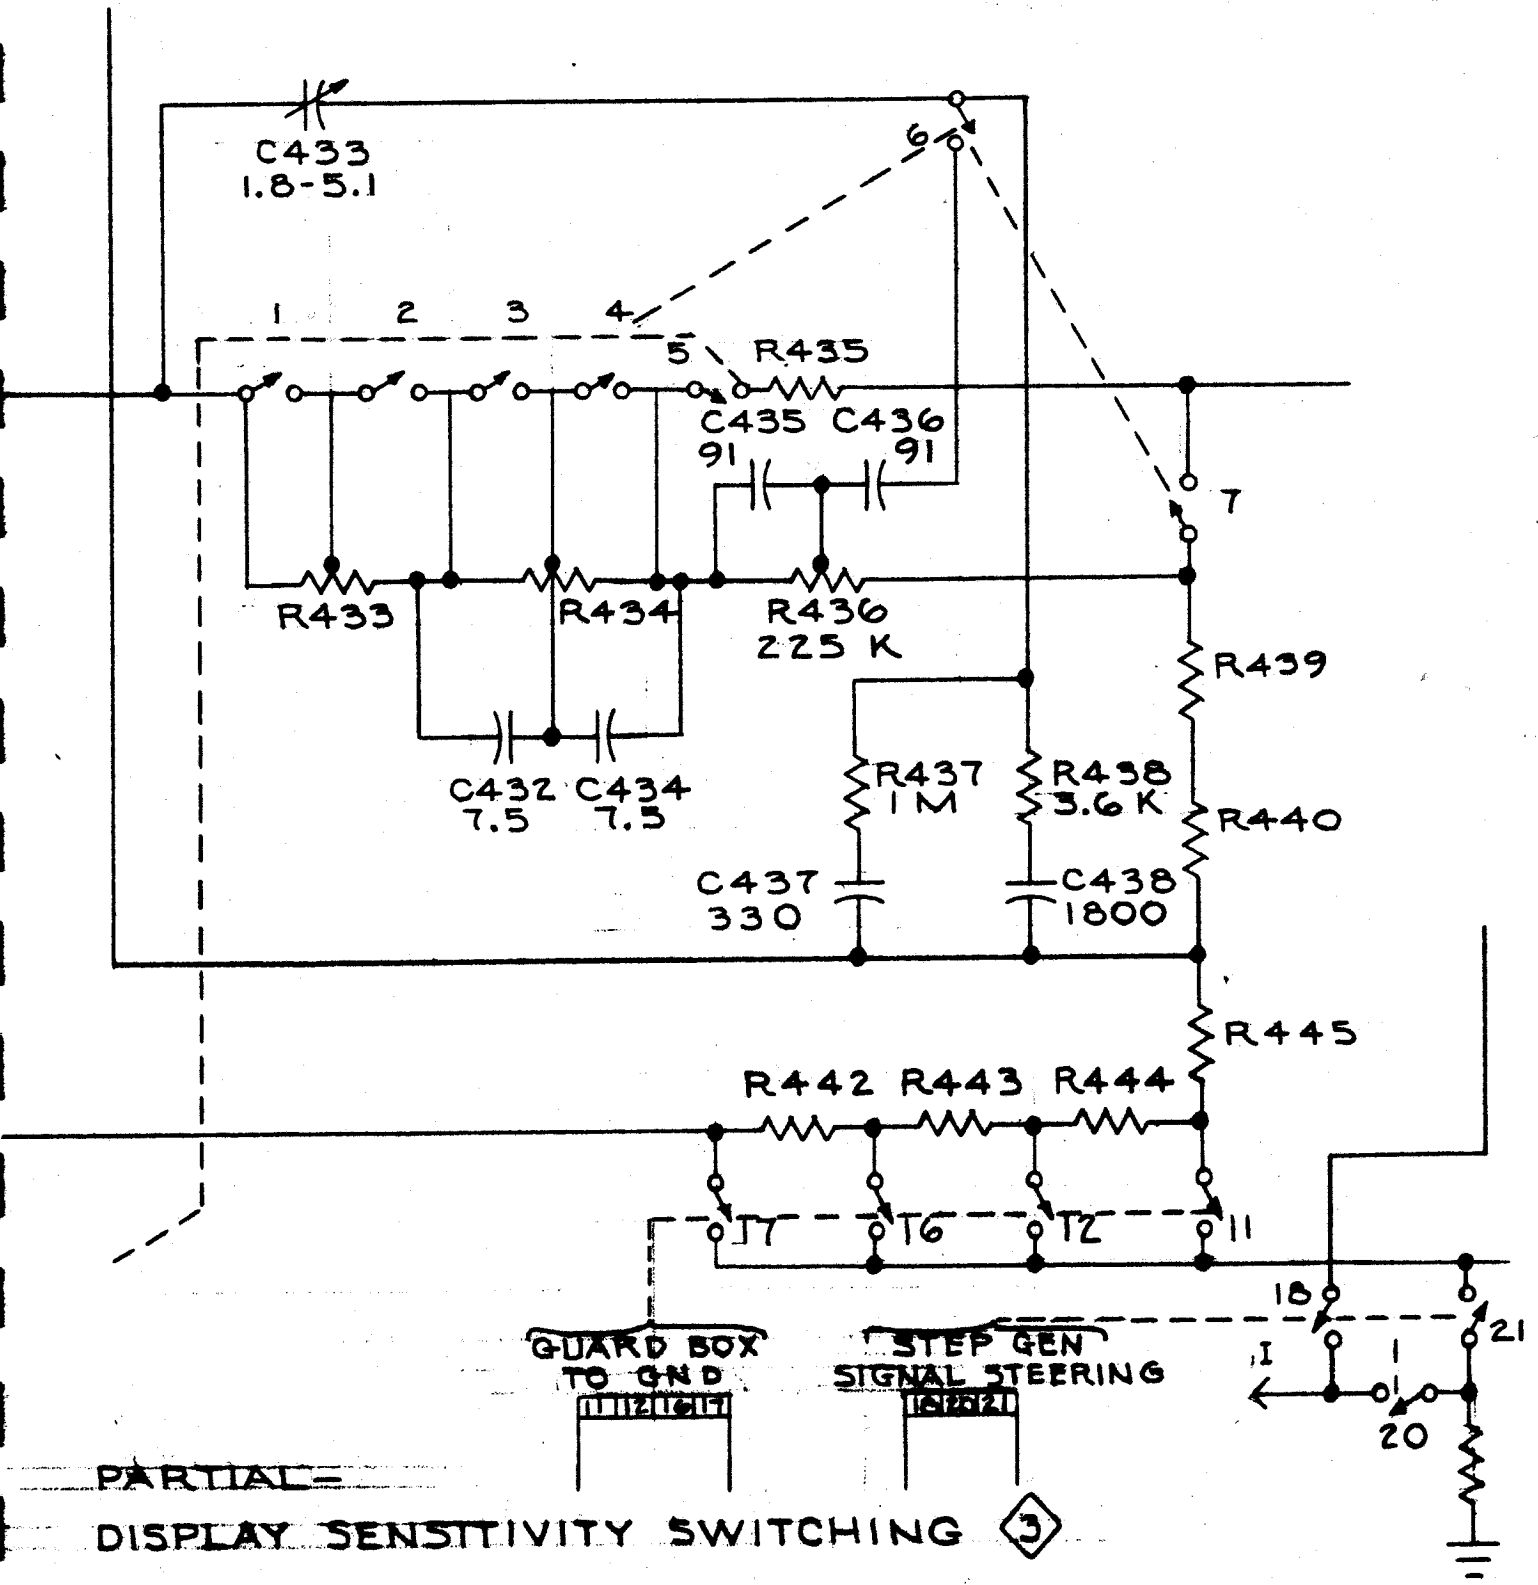 C433
1.8-5.1
6
1 2 3 4
5
R435
C435 C436
91 91
7
R433
R434
R436
225 K
R439
C432 C434
7.5 7.5
R437
1 M
R438
3.6 K
R440
C437
330
C438
1800
R445
R442 R443 R444
17 16 12 11
18
21
I
20
GUARD BOX
TO GND
11 12 16 17
STEP GEN
SIGNAL STEERING
18 20 21
PARTIAL=
DISPLAY SENSITIVITY SWITCHING 3